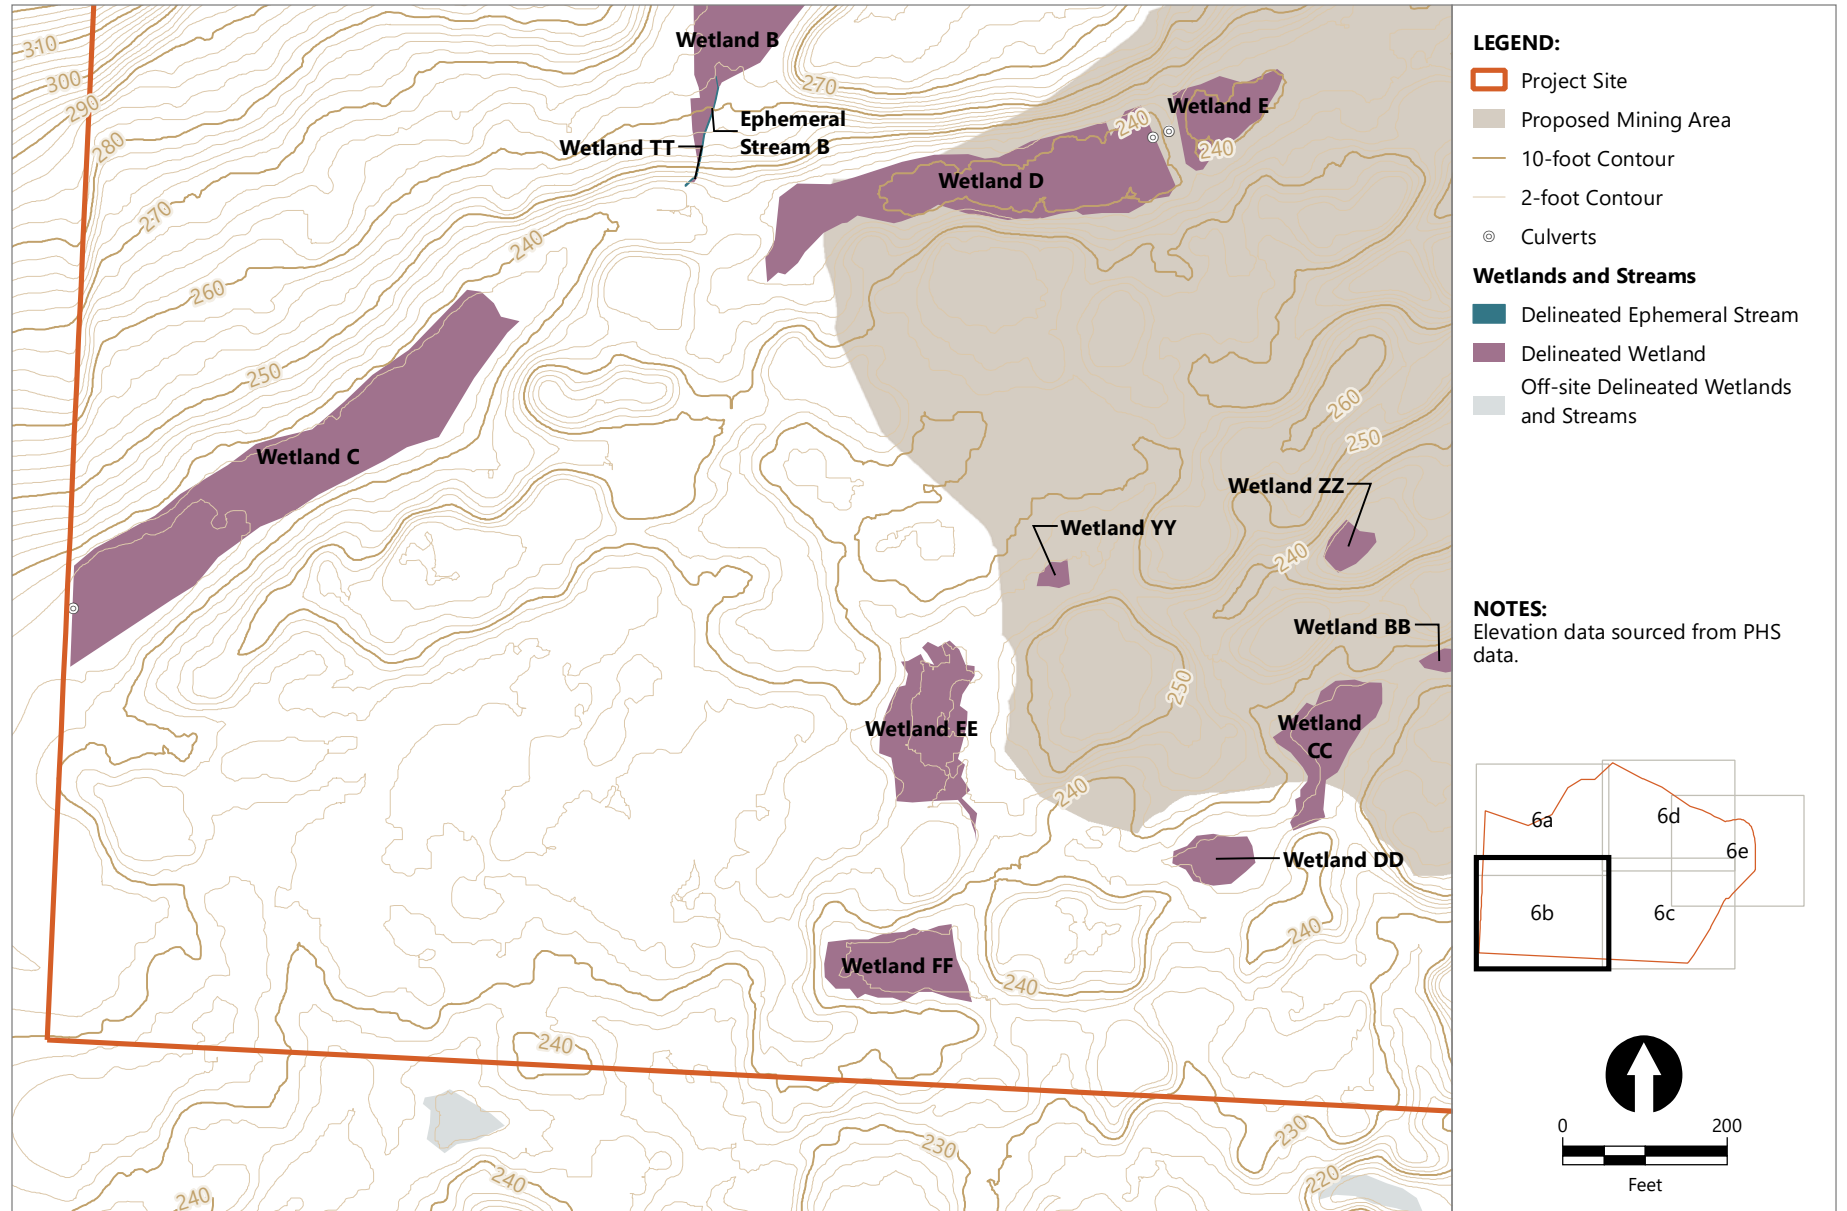 310
300
290
280
270
260
250
240
270
Wetland B
Ephemeral
Stream B
Wetland TT
Wetland E
240
240
Wetland D
Wetland C
260
250
Wetland ZZ
Wetland YY
240
Wetland BB
250
Wetland EE
Wetland
CC
240
Wetland DD
240
Wetland FF
240
240
230
230
220
240
240
LEGEND:
Project Site
Proposed Mining Area
10-foot Contour
2-foot Contour
Culverts
Wetlands and Streams
Delineated Ephemeral Stream
Delineated Wetland
Off-site Delineated Wetlands
and Streams
NOTES:
Elevation data sourced from PHS
data.
6a
6d
6e
6b
6c
0 200
Feet